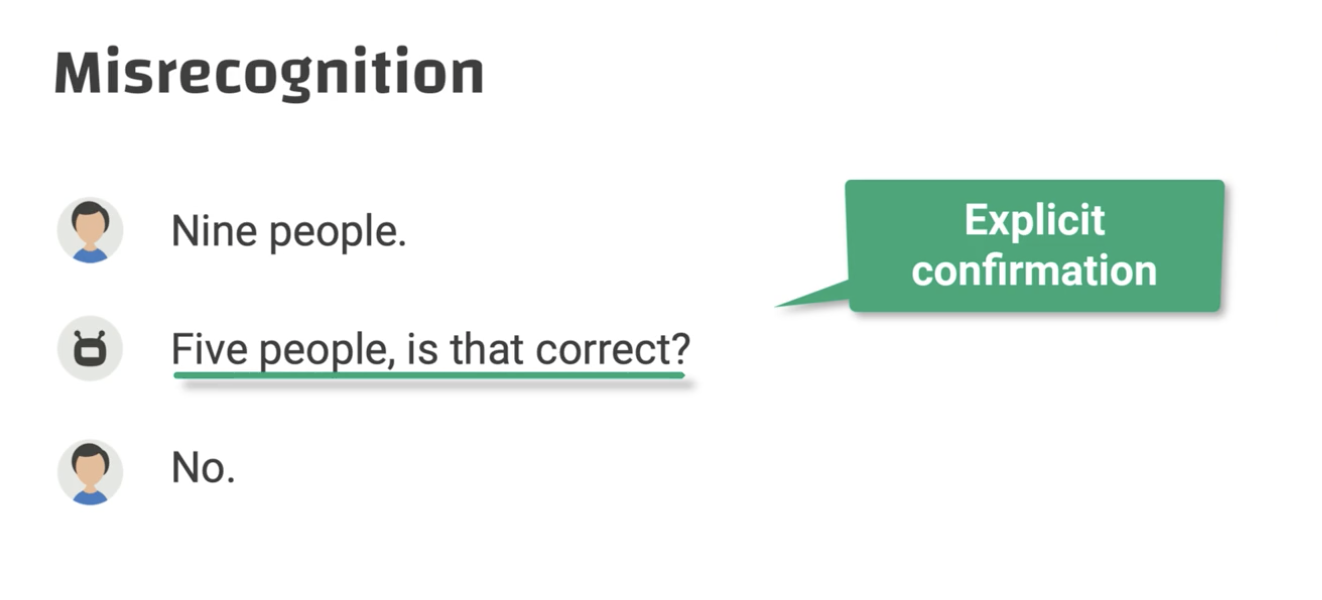 Misrecognition
Nine people.
Explicit
confirmation
Five people, is that correct?
No.